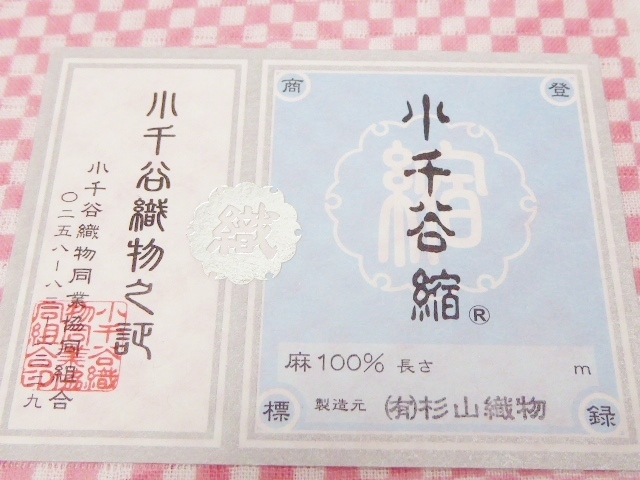 登
録
商
標
小千谷縮®
縮
麻100% 長さ m
製造元 (有)杉山織物
織
小千谷織物之証
小千谷織物同業協同組合
〇二五八ー八
九
小千谷織
物同業協
同組合印